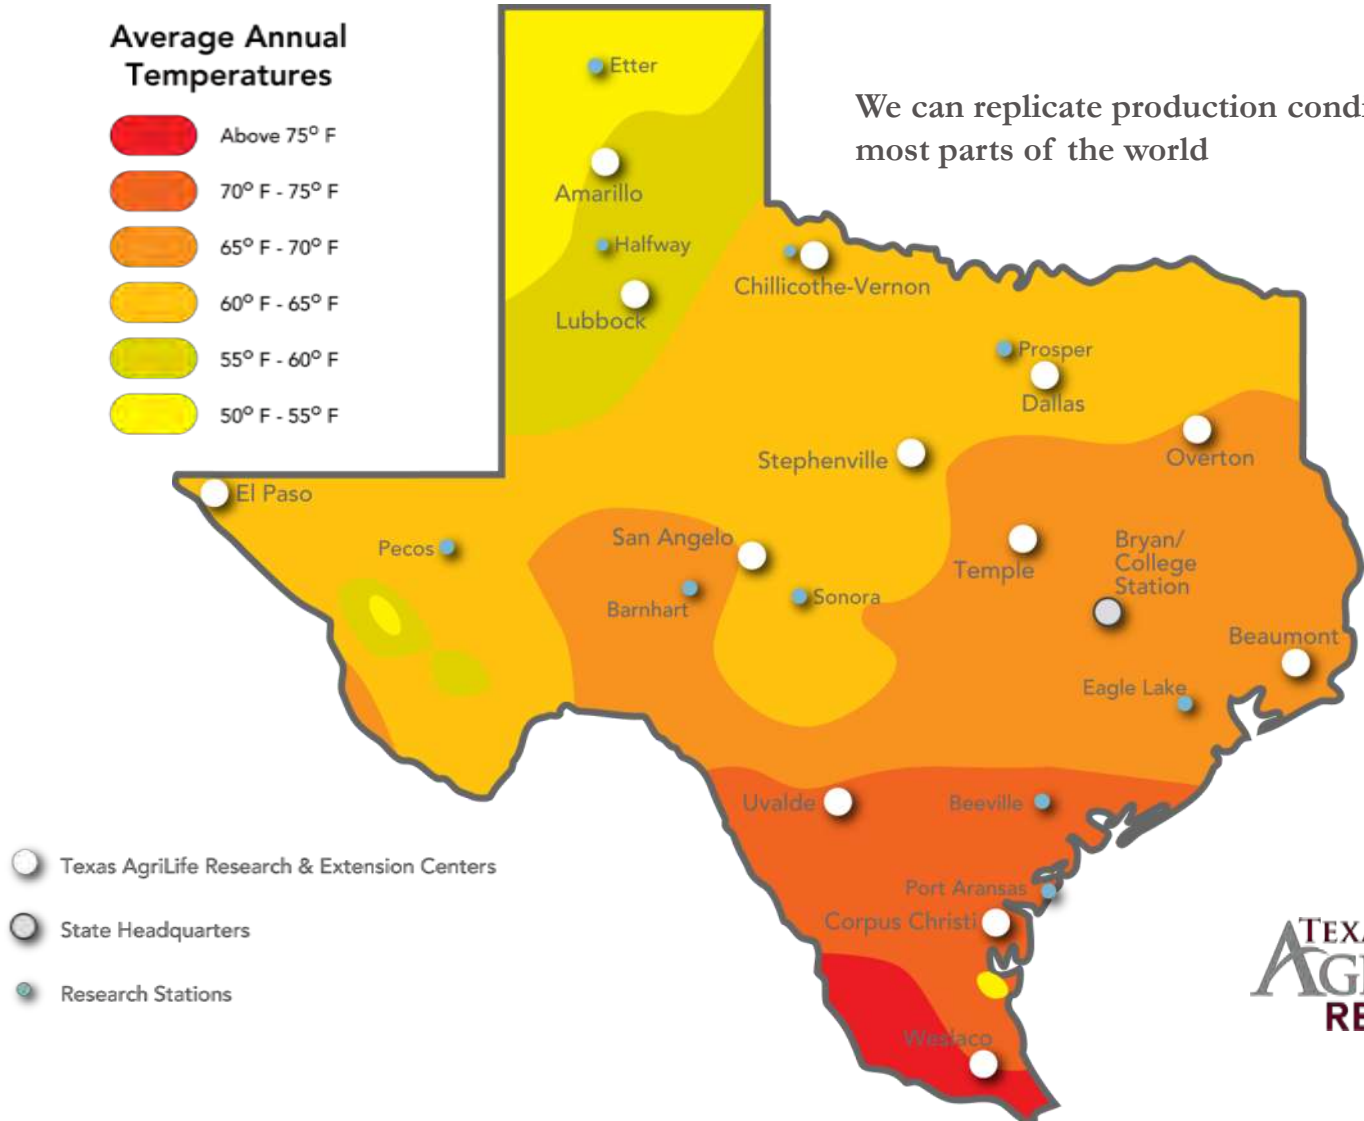 Average Annual
Temperatures
Above 75° F
70° F - 75° F
65° F - 70° F
60° F - 65° F
55° F - 60° F
50° F - 55° F
We can replicate production
most parts of the world
Etter
Amarillo
Halfway
Lubbock
Chillicothe-Vernon
Prosper
Dallas
Stephenville
Overton
El Paso
Pecos
San Angelo
Barnhart
Sonora
Temple
Bryan/
College
Station
Beaumont
Eagle Lake
Uvalde
Beeville
Port Aransas
Corpus Christi
Weslaco
Texas AgriLife Research & Extension Centers
State Headquarters
Research Stations